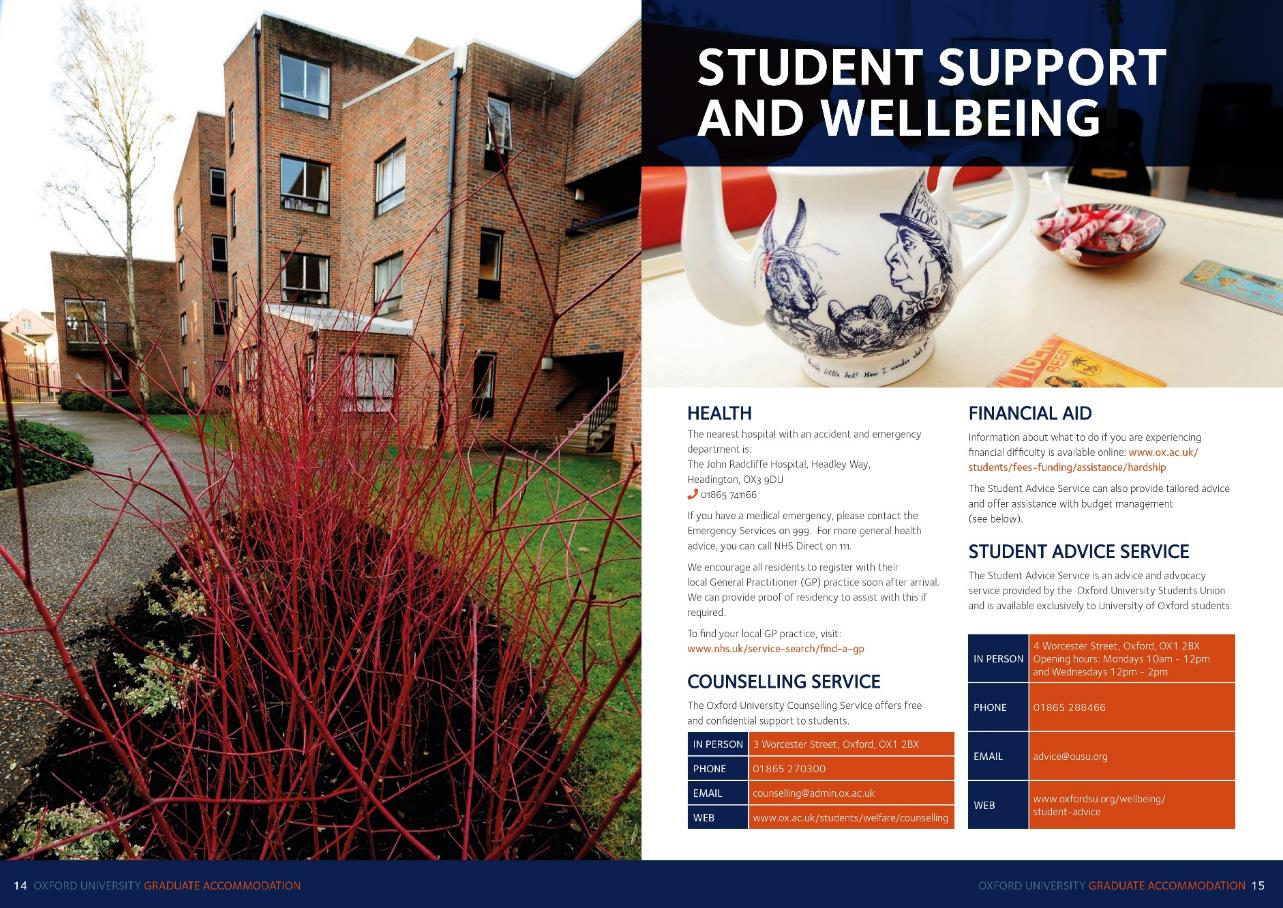 STUDENT SUPPORT
AND WELLBEING
10/6
little bat! How I wonder what
TIGER
BEER
HEALTH
The nearest hospital with an accident and emergency
department is:
The John Radcliffe Hospital, Headley Way,
Headington, OX3 9DU
01865 741166
If you have a medical emergency, please contact the
Emergency Services on 999. For more general health
advice, you can call NHS Direct on 111.
We encourage all residents to register with their
local General Practitioner (GP) practice soon after arrival.
We can provide proof of residency to assist with this if
required.
To find your local GP practice, visit:
www.nhs.uk/service-search/find-a-gp
COUNSELLING SERVICE
The Oxford University Counselling Service offers free
and confidential support to students.
IN PERSON 3 Worcester Street, Oxford, OX1 2BX
PHONE 01865 270300
EMAIL counselling@admin.ox.ac.uk
WEB www.ox.ac.uk/students/welfare/counselling
FINANCIAL AID
Information about what to do if you are experiencing
financial difficulty is available online: www.ox.ac.uk/
students/fees-funding/assistance/hardship
The Student Advice Service can also provide tailored advice
and offer assistance with budget management
(see below).
STUDENT ADVICE SERVICE
The Student Advice Service is an advice and advocacy
service provided by the Oxford University Students Union
and is available exclusively to University of Oxford students.
IN PERSON 4 Worcester Street, Oxford, OX1 2BX
Opening hours: Mondays 10am - 12pm
and Wednesdays 12pm - 2pm
PHONE 01865 288466
EMAIL advice@ousu.org
WEB www.oxfordsu.org/wellbeing/
student-advice
14 OXFORD UNIVERSITY GRADUATE ACCOMMODATION
OXFORD UNIVERSITY GRADUATE ACCOMMODATION 15